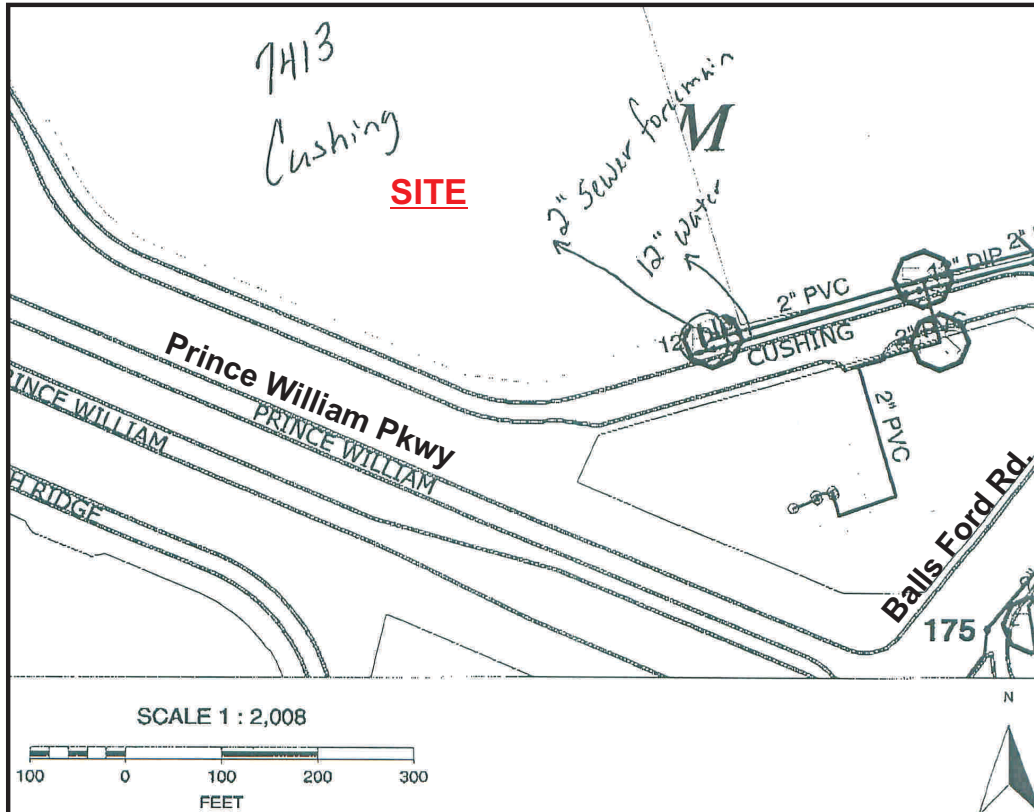 7413
Cushing
SITE
M
2" Sewer forcemain
12" water
2" PVC
12" DIP
2"
12" DIP
CUSHING
2" PVC
2" PVC
Prince William Pkwy
PRINCE WILLIAM
PRINCE WILLIAM
H RIDGE
Balls Ford Rd.
175
SCALE 1 : 2,008
100 0 100 200 300
FEET
N